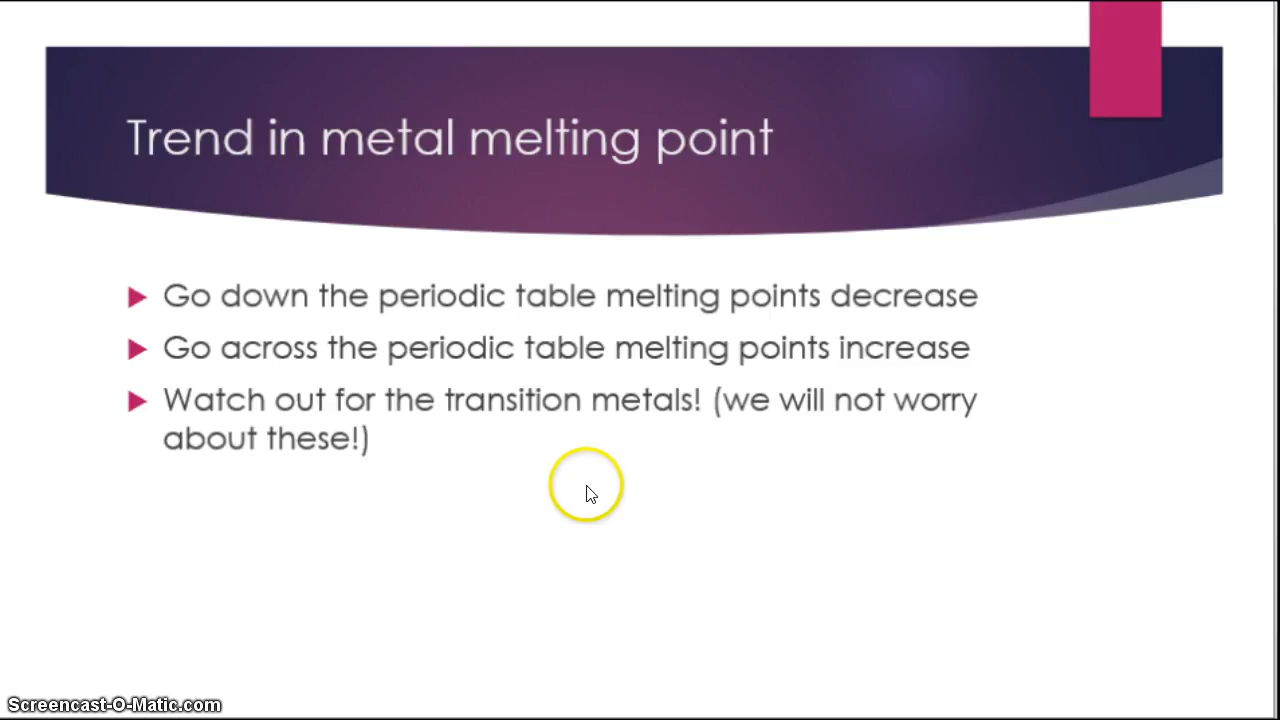 Trend in metal melting point
Go down the periodic table melting points decrease
Go across the periodic table melting points increase
Watch out for the transition metals! (we will not worry
about these!)
Screencast-O-Matic.com